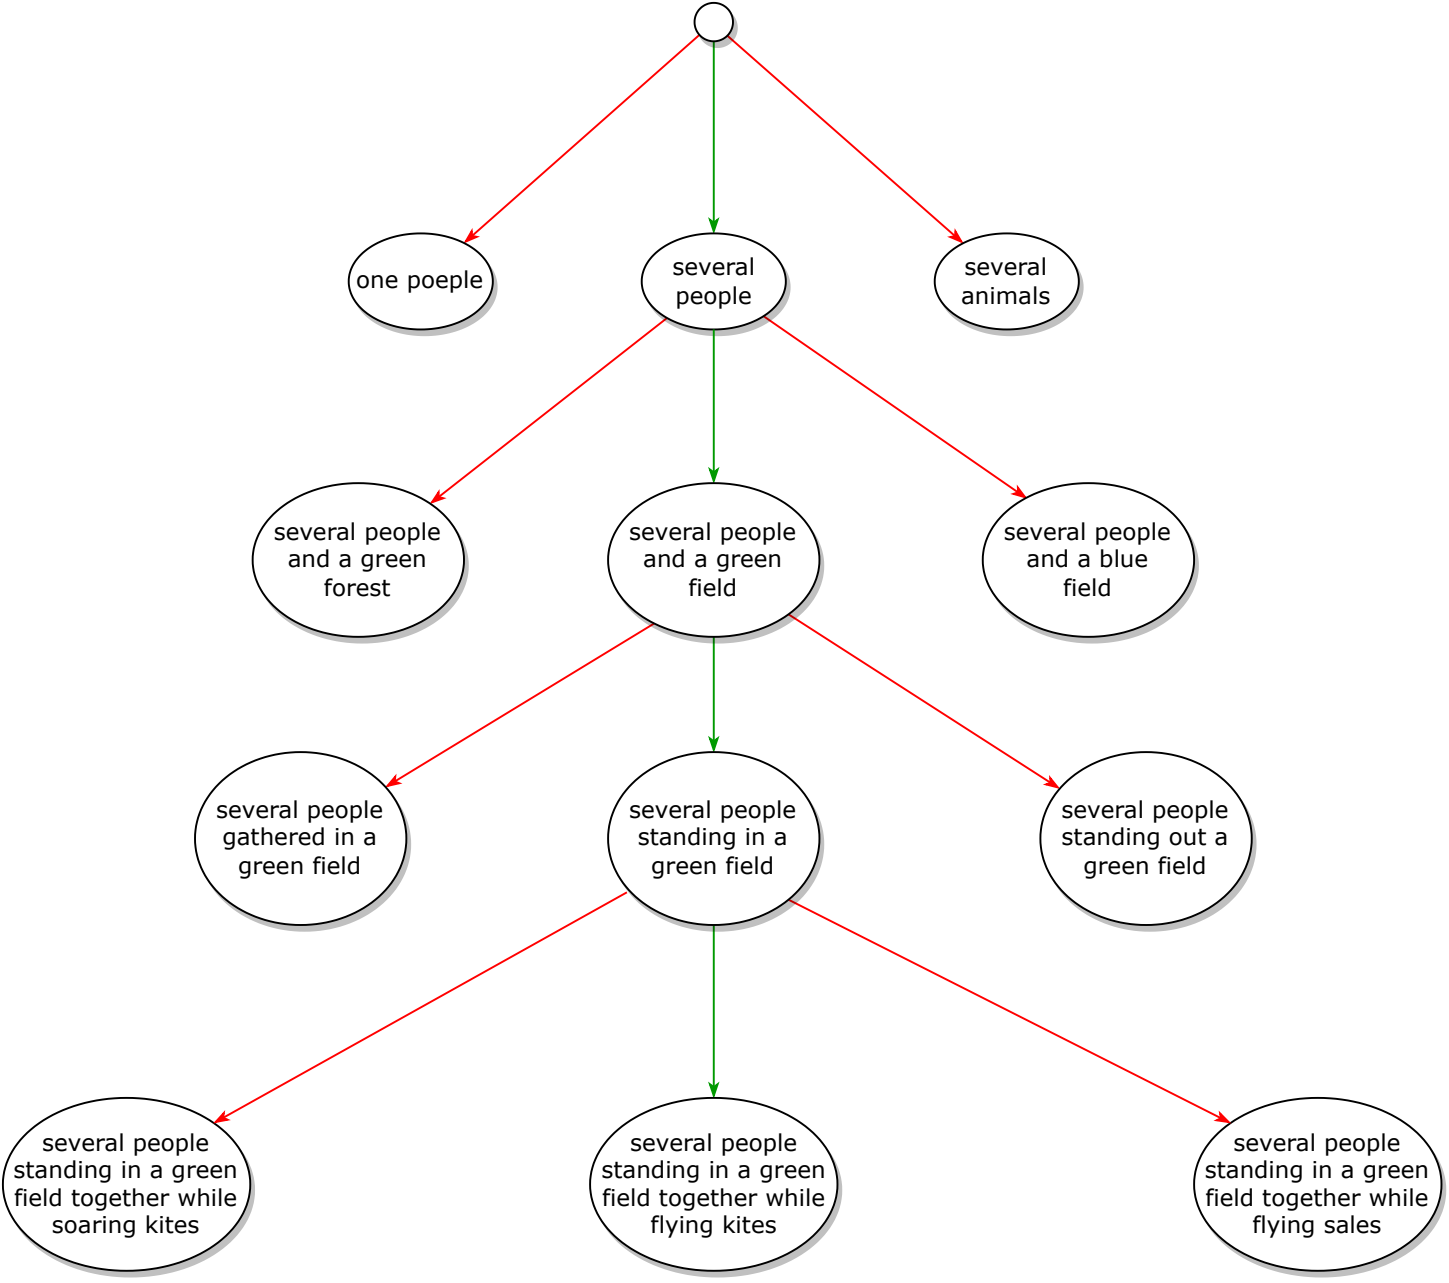 one poeple
several
people
several
animals
several people
and a green
forest
several people
and a green
field
several people
and a blue
field
several people
gathered in a
green field
several people
standing in a
green field
several people
standing out a
green field
several people
standing in a green
field together while
soaring kites
several people
standing in a green
field together while
flying kites
several people
standing in a green
field together while
flying sales